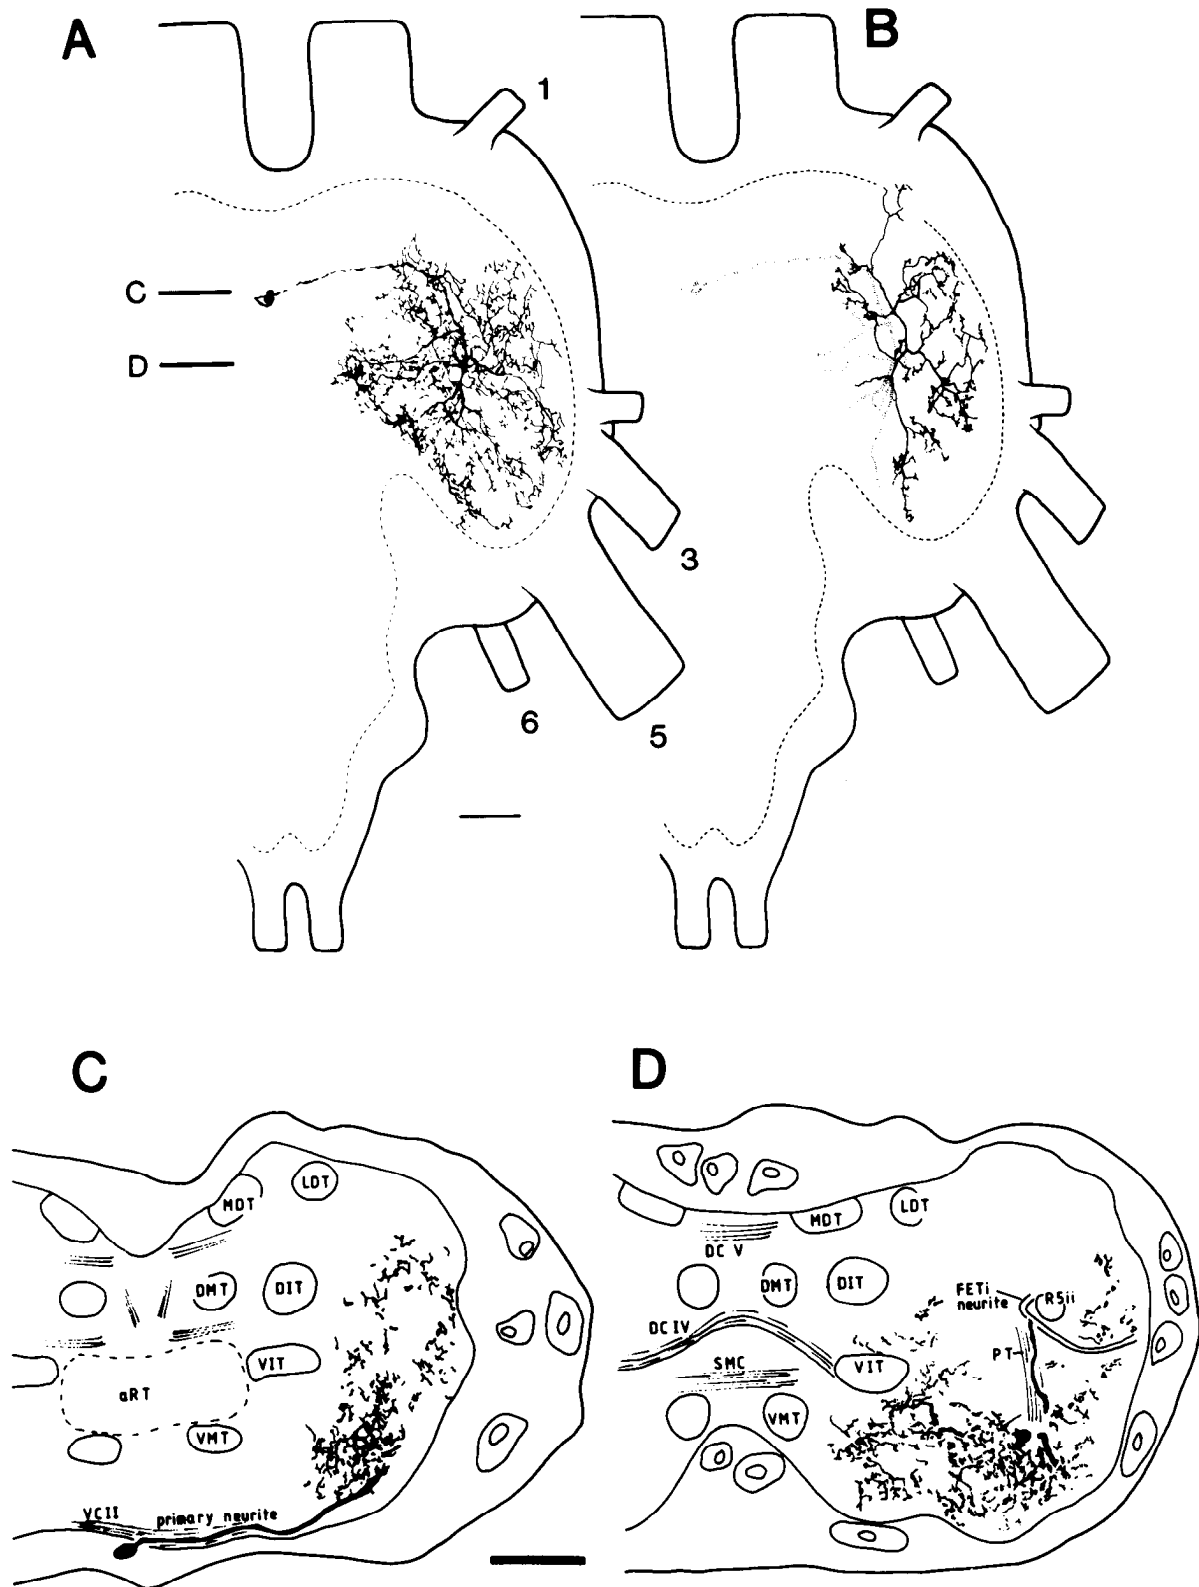 A
B
1
C
D
3
6
5
C
D
LDT
MDT
DMT
DIT
VIT
aRT
VMT
VCII
primary neurite
LDT
MDT
DC V
DMT
DIT
FETi
neurite
R5ii
DC IV
PT
SMC
VIT
VMT